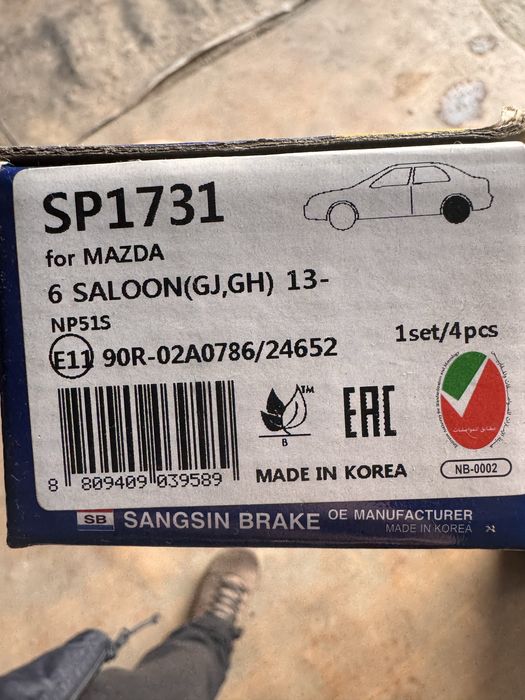 SP1731
for MAZDA
6 SALOON(GJ,GH) 13-
NP51S
1set/4pcs
E11 90R-02A0786/24652
TM
B
EAC
8 809409 039589
MADE IN KOREA
NB-0002
SB SANGSIN BRAKE OE MANUFACTURER
MADE IN KOREA